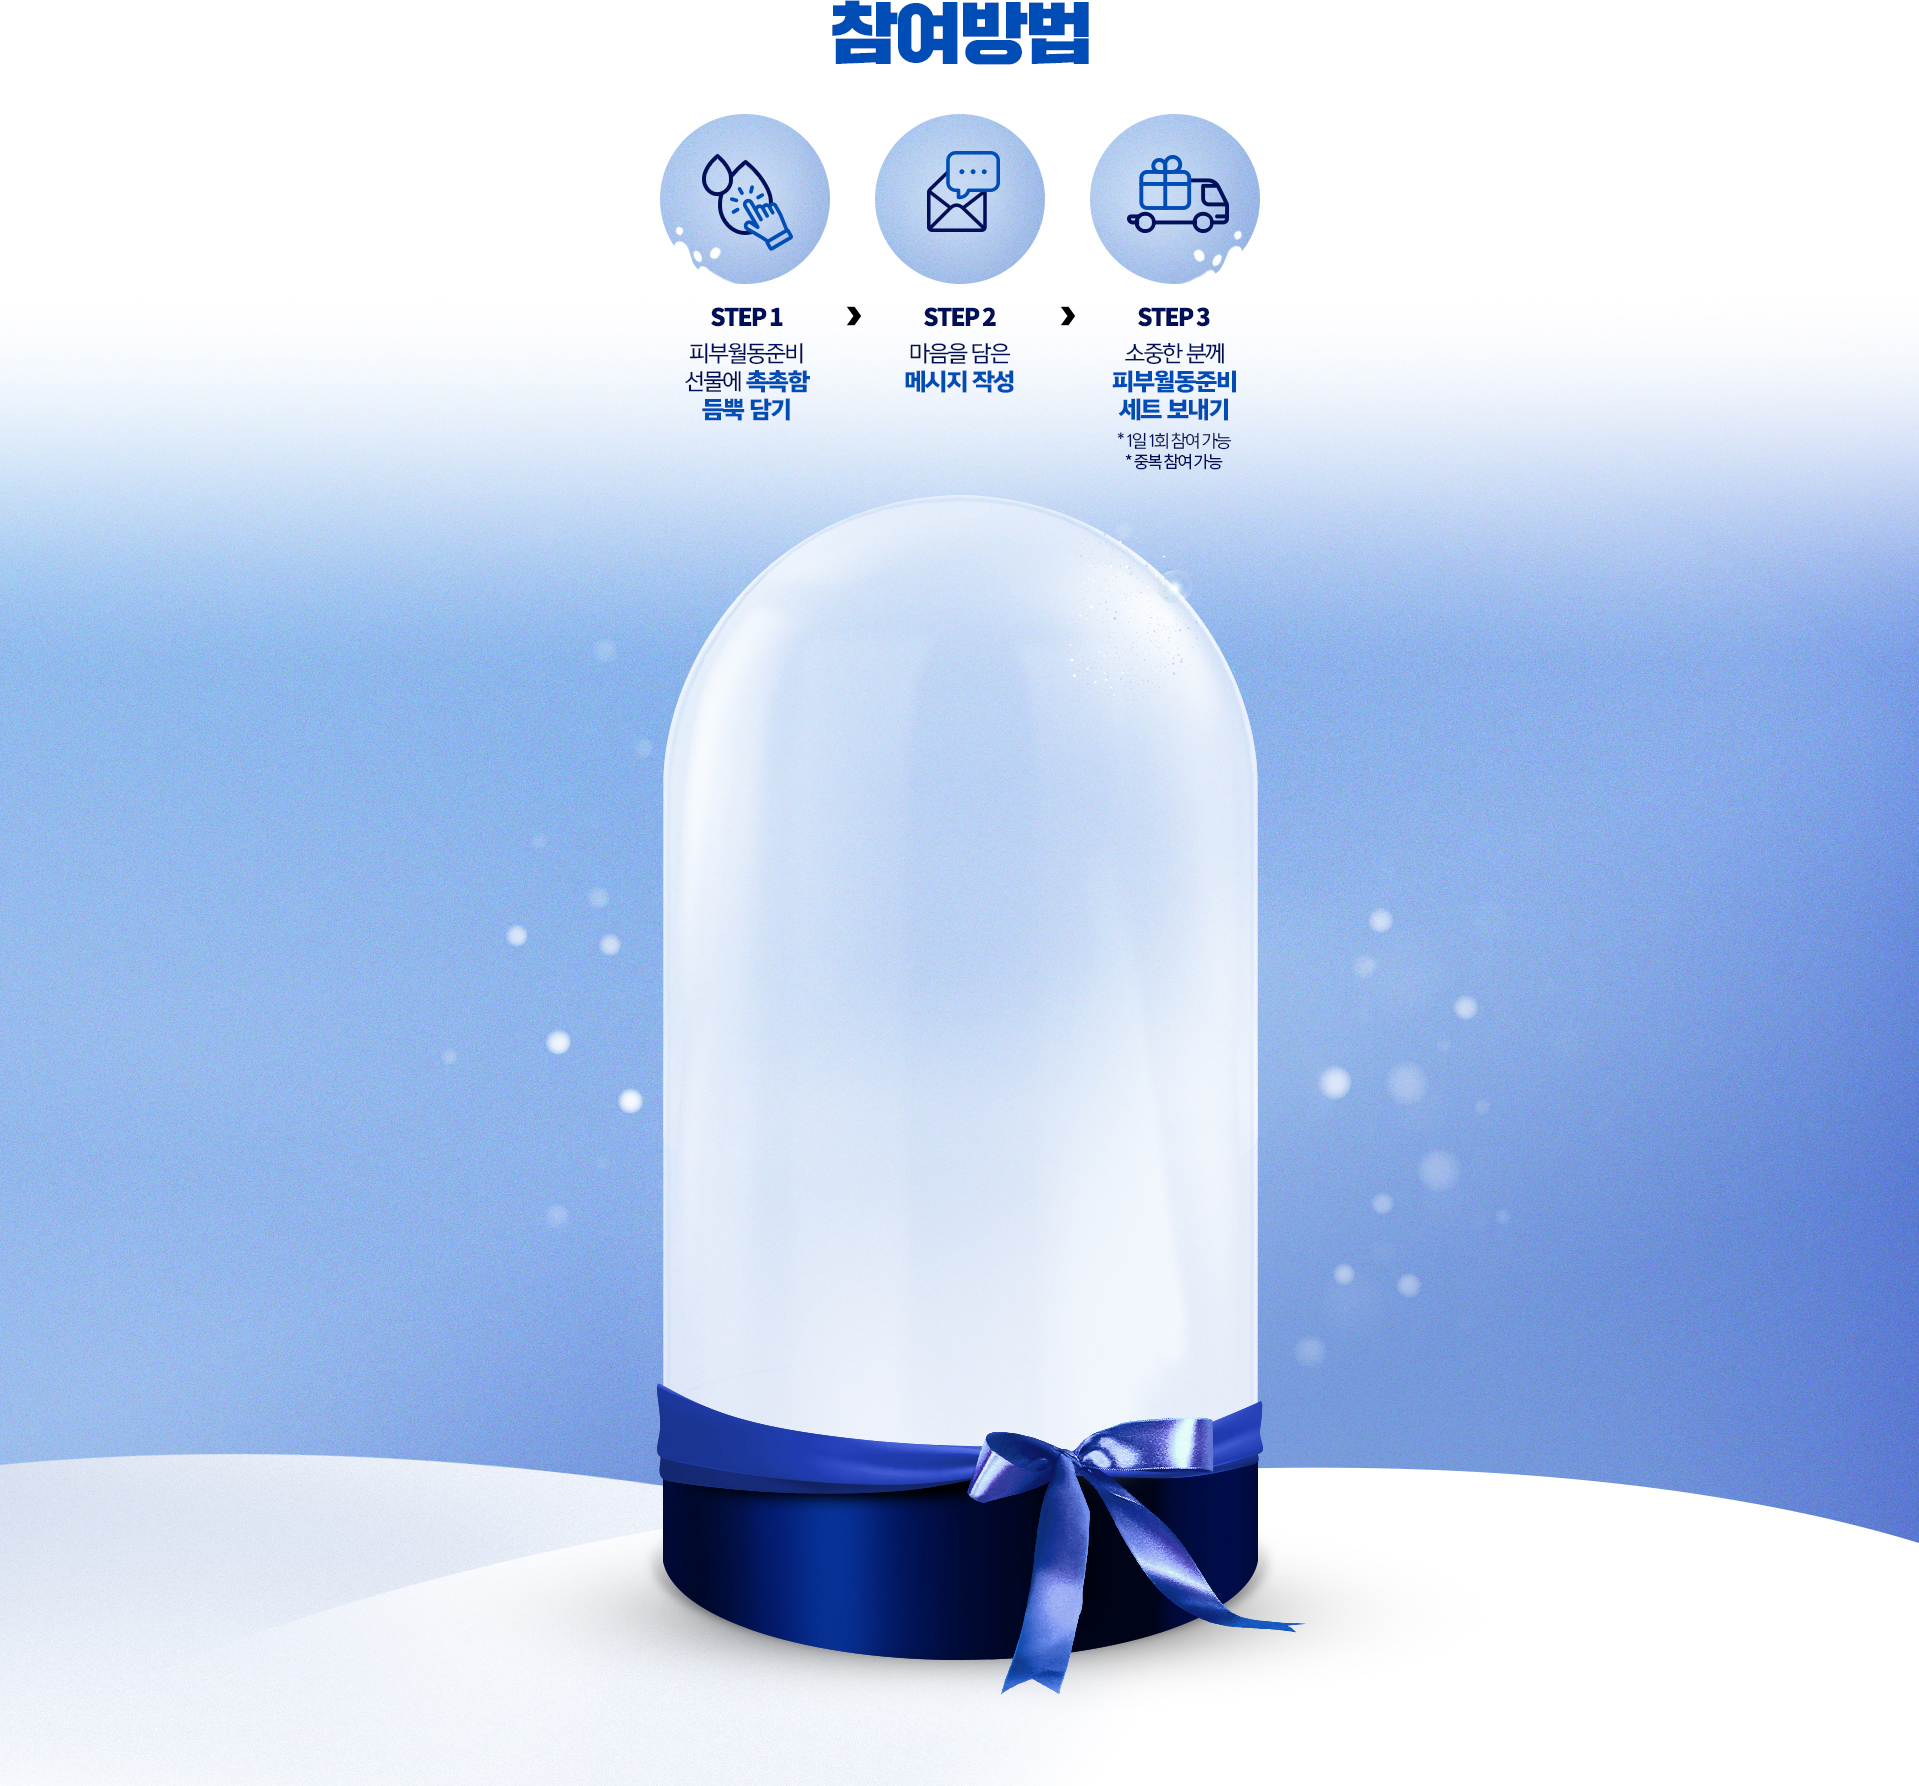 참여방법
STEP 1
피부월동준비
선물에 촉촉함
듬뿍 담기
STEP 2
마음을 담은
메시지 작성
STEP 3
소중한 분께
피부월동준비
세트 보내기
* 1일 1회 참여 가능
* 중복 참여 가능